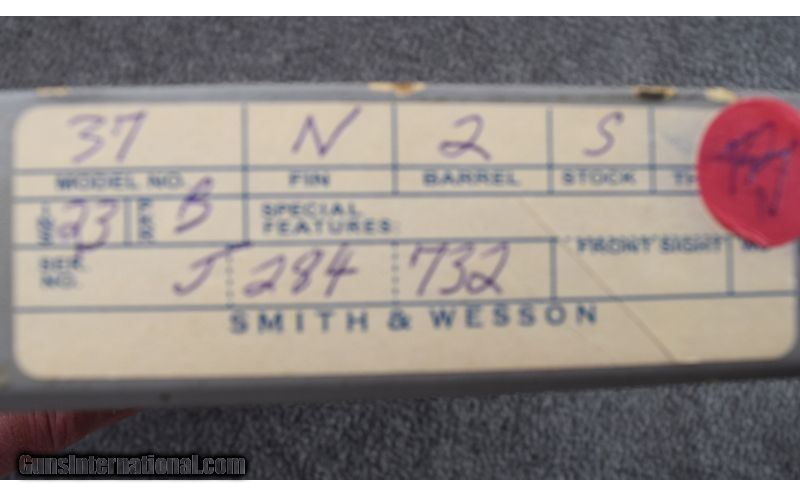 37 N 2 S
MODEL NO. FIN BARREL STOCK
23 B SPECIAL
FEATURES:
SER. J 284 732 FRONT SIGHT
NO.
SMITH & WESSON
GunsInternational.com